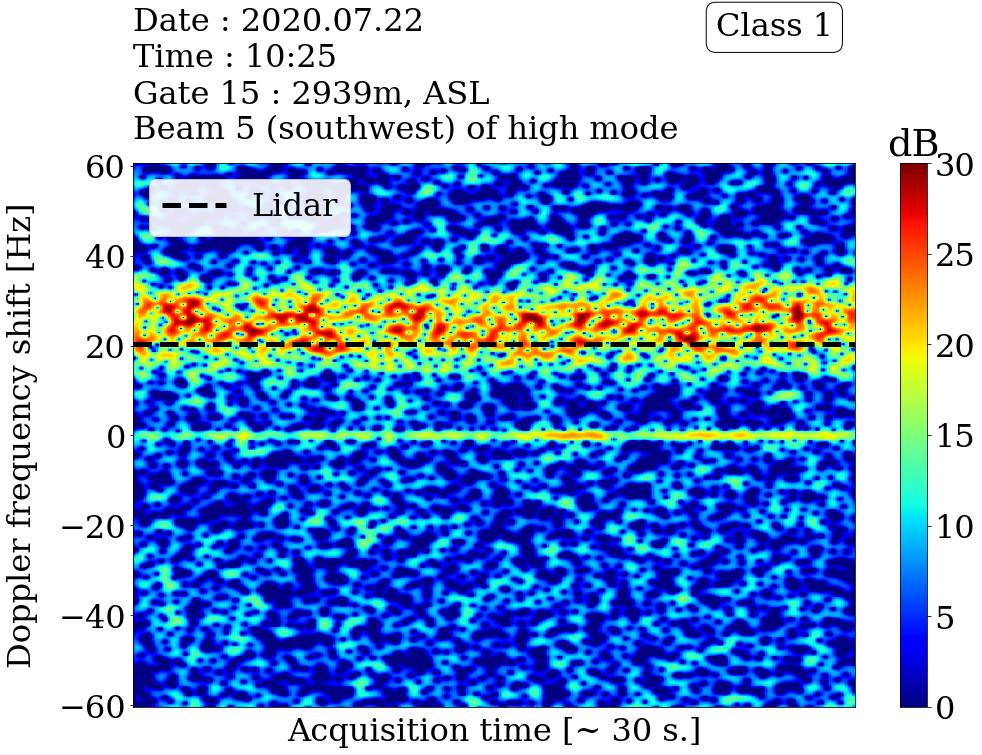 Date : 2020.07.22
Time : 10:25
Gate 15 : 2939m, ASL
Beam 5 (southwest) of high mode
Class 1
dB
Lidar
60
40
20
0
−20
−40
−60
Doppler frequency shift [Hz]
Acquisition time [~ 30 s.]
30
25
20
15
10
5
0